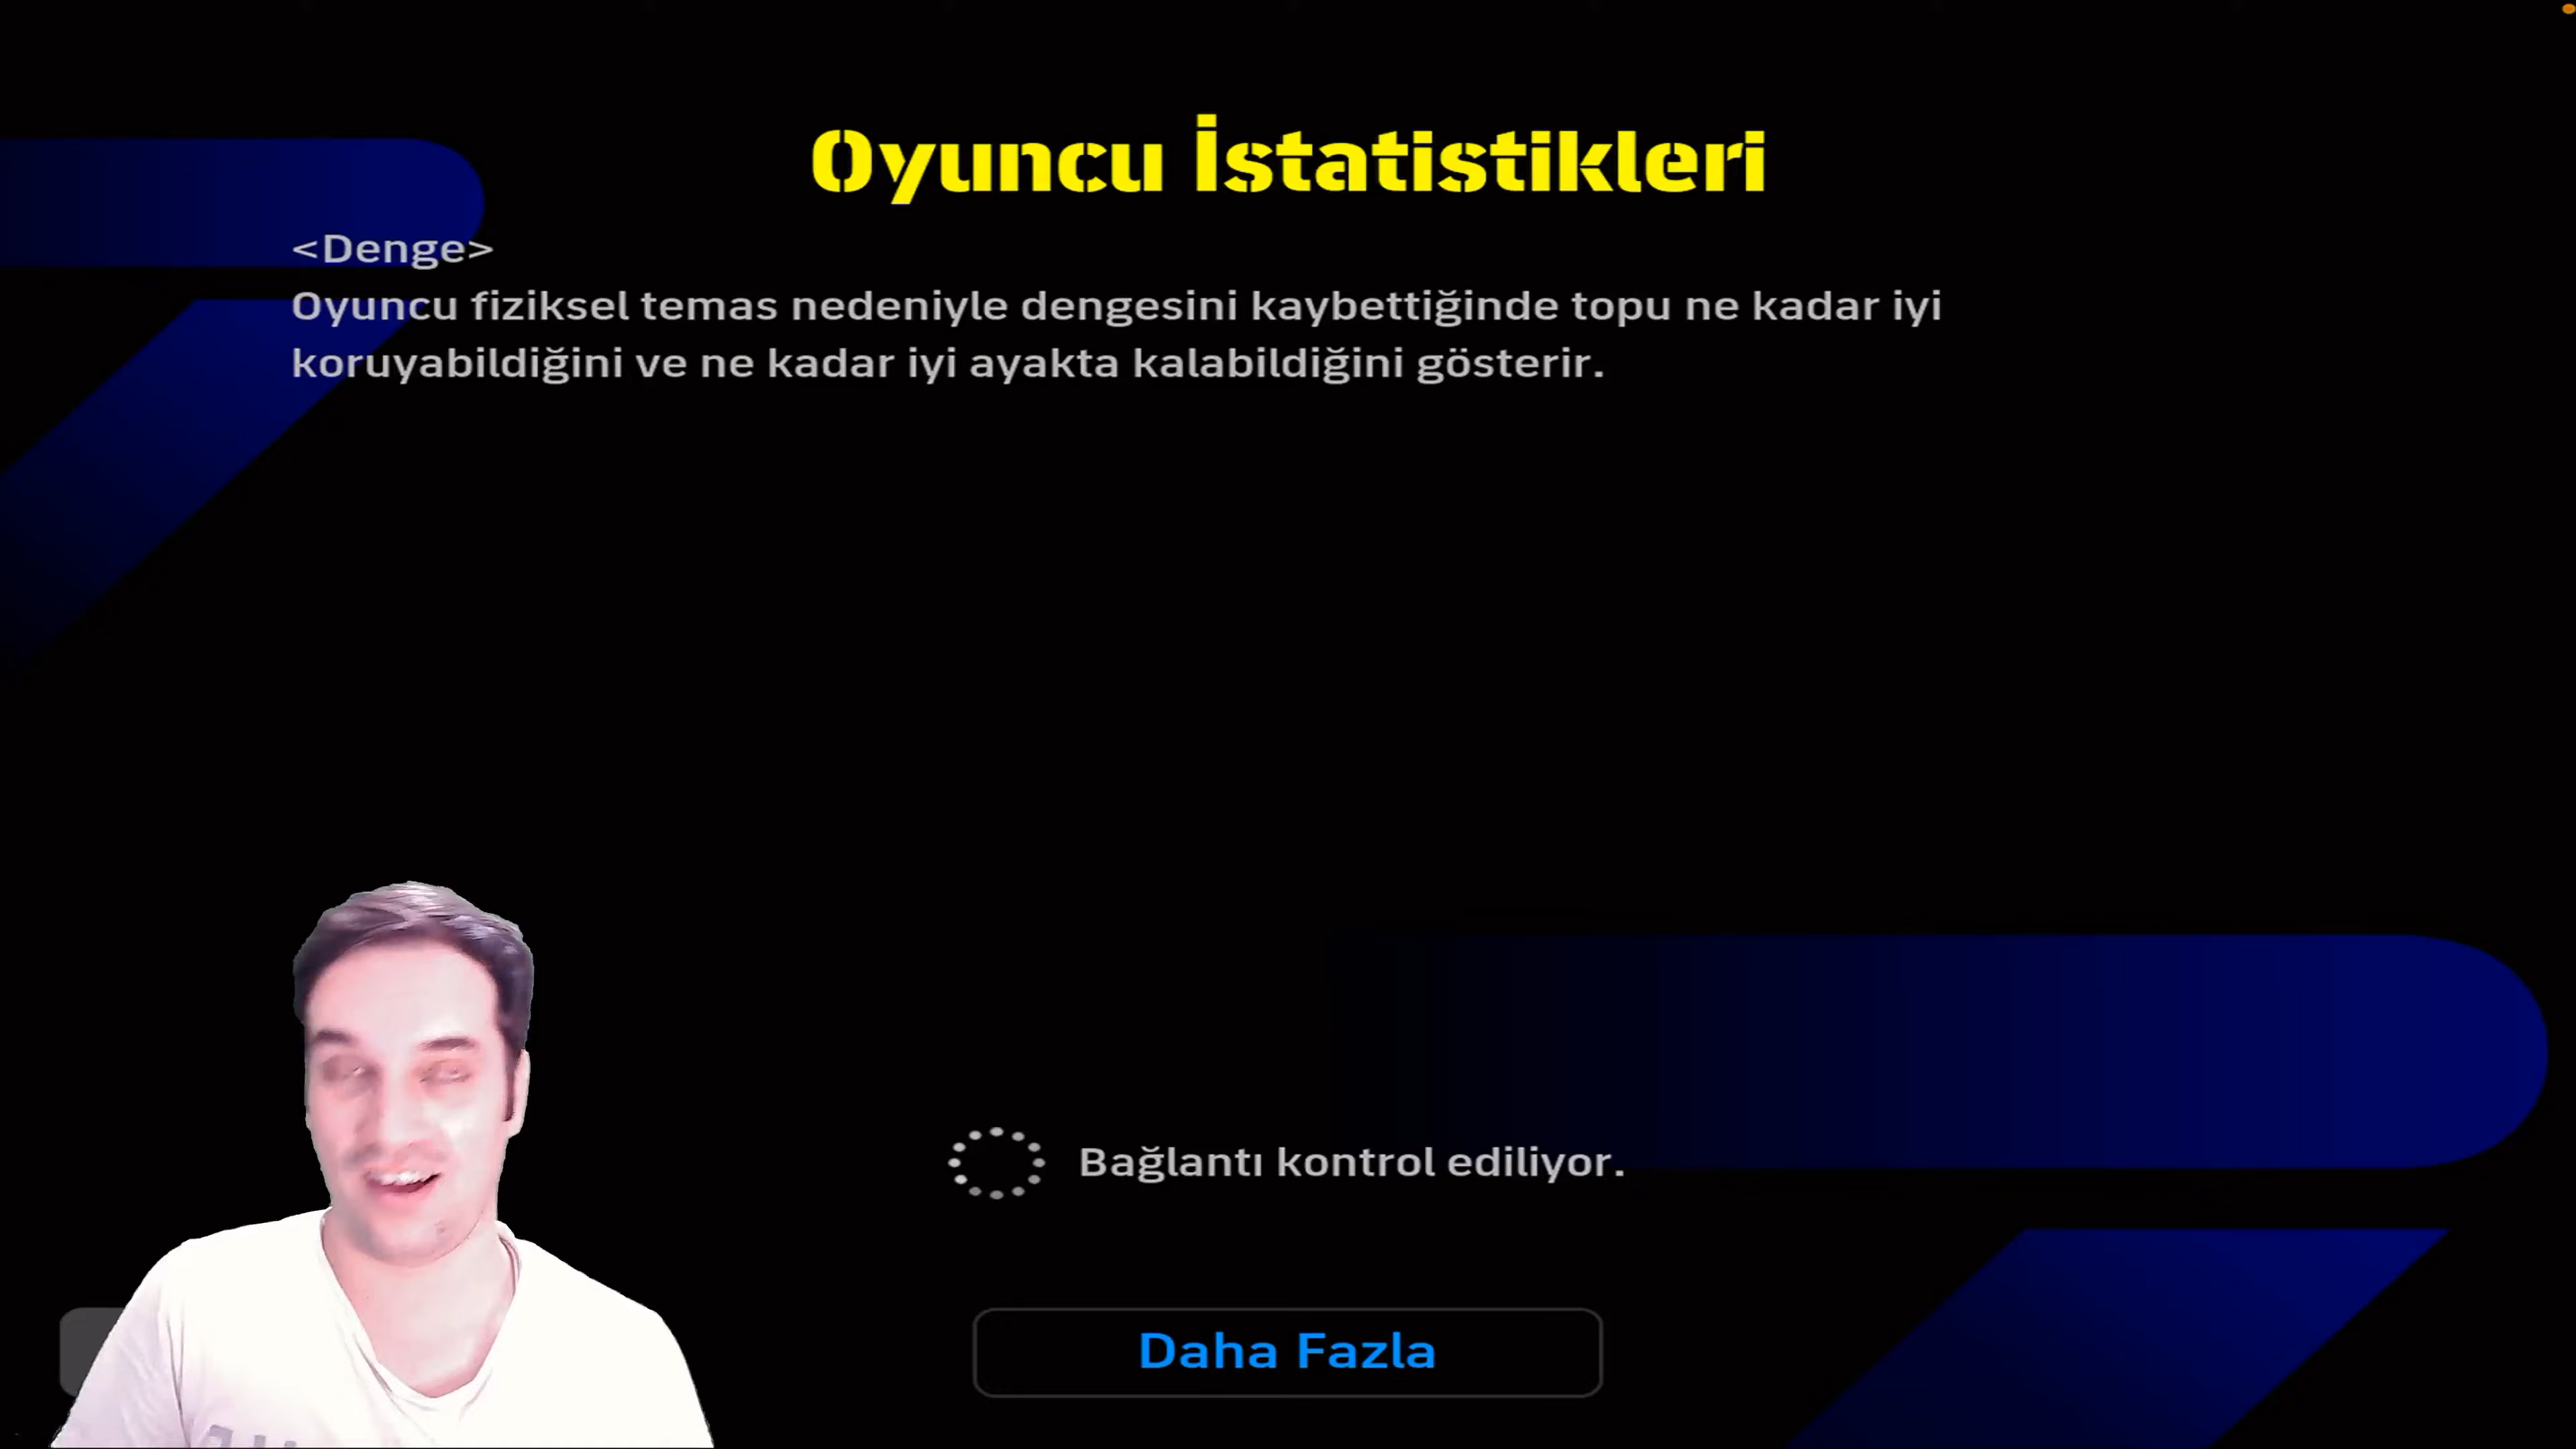 Oyuncu İstatistikleri
<Denge>
Oyuncu fiziksel temas nedeniyle dengesini kaybettiğinde topu ne kadar iyi
koruyabildiğini ve ne kadar iyi ayakta kalabildiğini gösterir.
Bağlantı kontrol ediliyor.
Daha Fazla